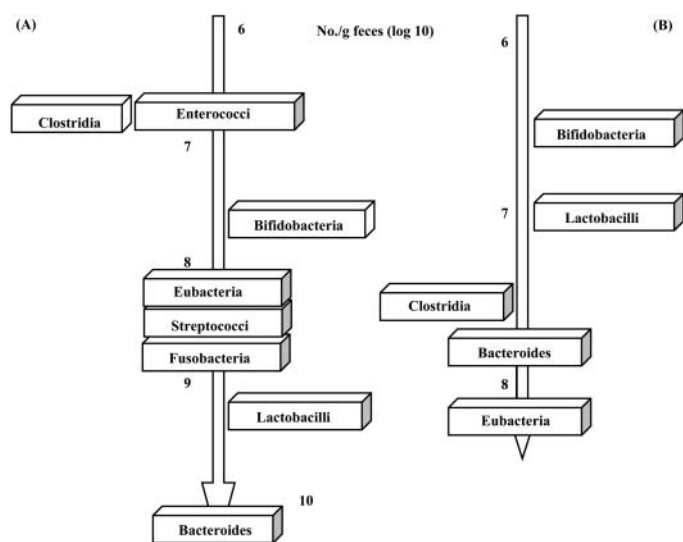 (A)
6
No./g feces (log 10)
6
(B)
Clostridia
Enterococci
7
Bifidobacteria
8
Eubacteria
Streptococci
Fusobacteria
9
Lactobacilli
10
Bacteroides
Bifidobacteria
7
Lactobacilli
Clostridia
Bacteroides
8
Eubacteria